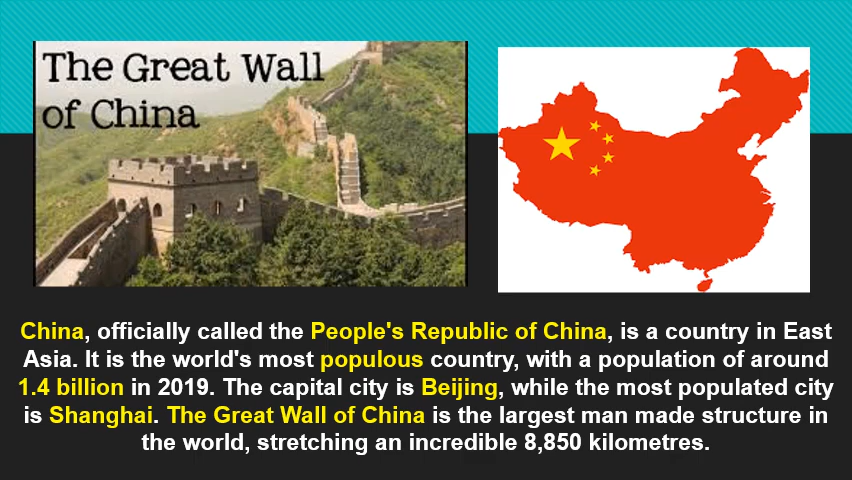 The Great Wall
of China
China, officially called the People's Republic of China, is a country in East
Asia. It is the world's most populous country, with a population of around
1.4 billion in 2019. The capital city is Beijing, while the most populated city
is Shanghai. The Great Wall of China is the largest man made structure in
the world, stretching an incredible 8,850 kilometres.